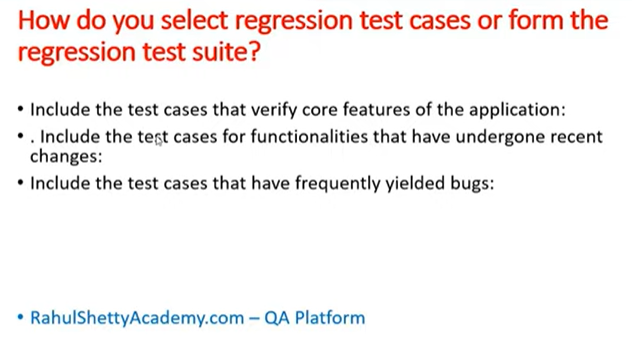 How do you select regression test cases or form the
regression test suite?
• Include the test cases that verify core features of the application:
• . Include the test cases for functionalities that have undergone recent
changes:
• Include the test cases that have frequently yielded bugs:
• RahulShettyAcademy.com – QA Platform